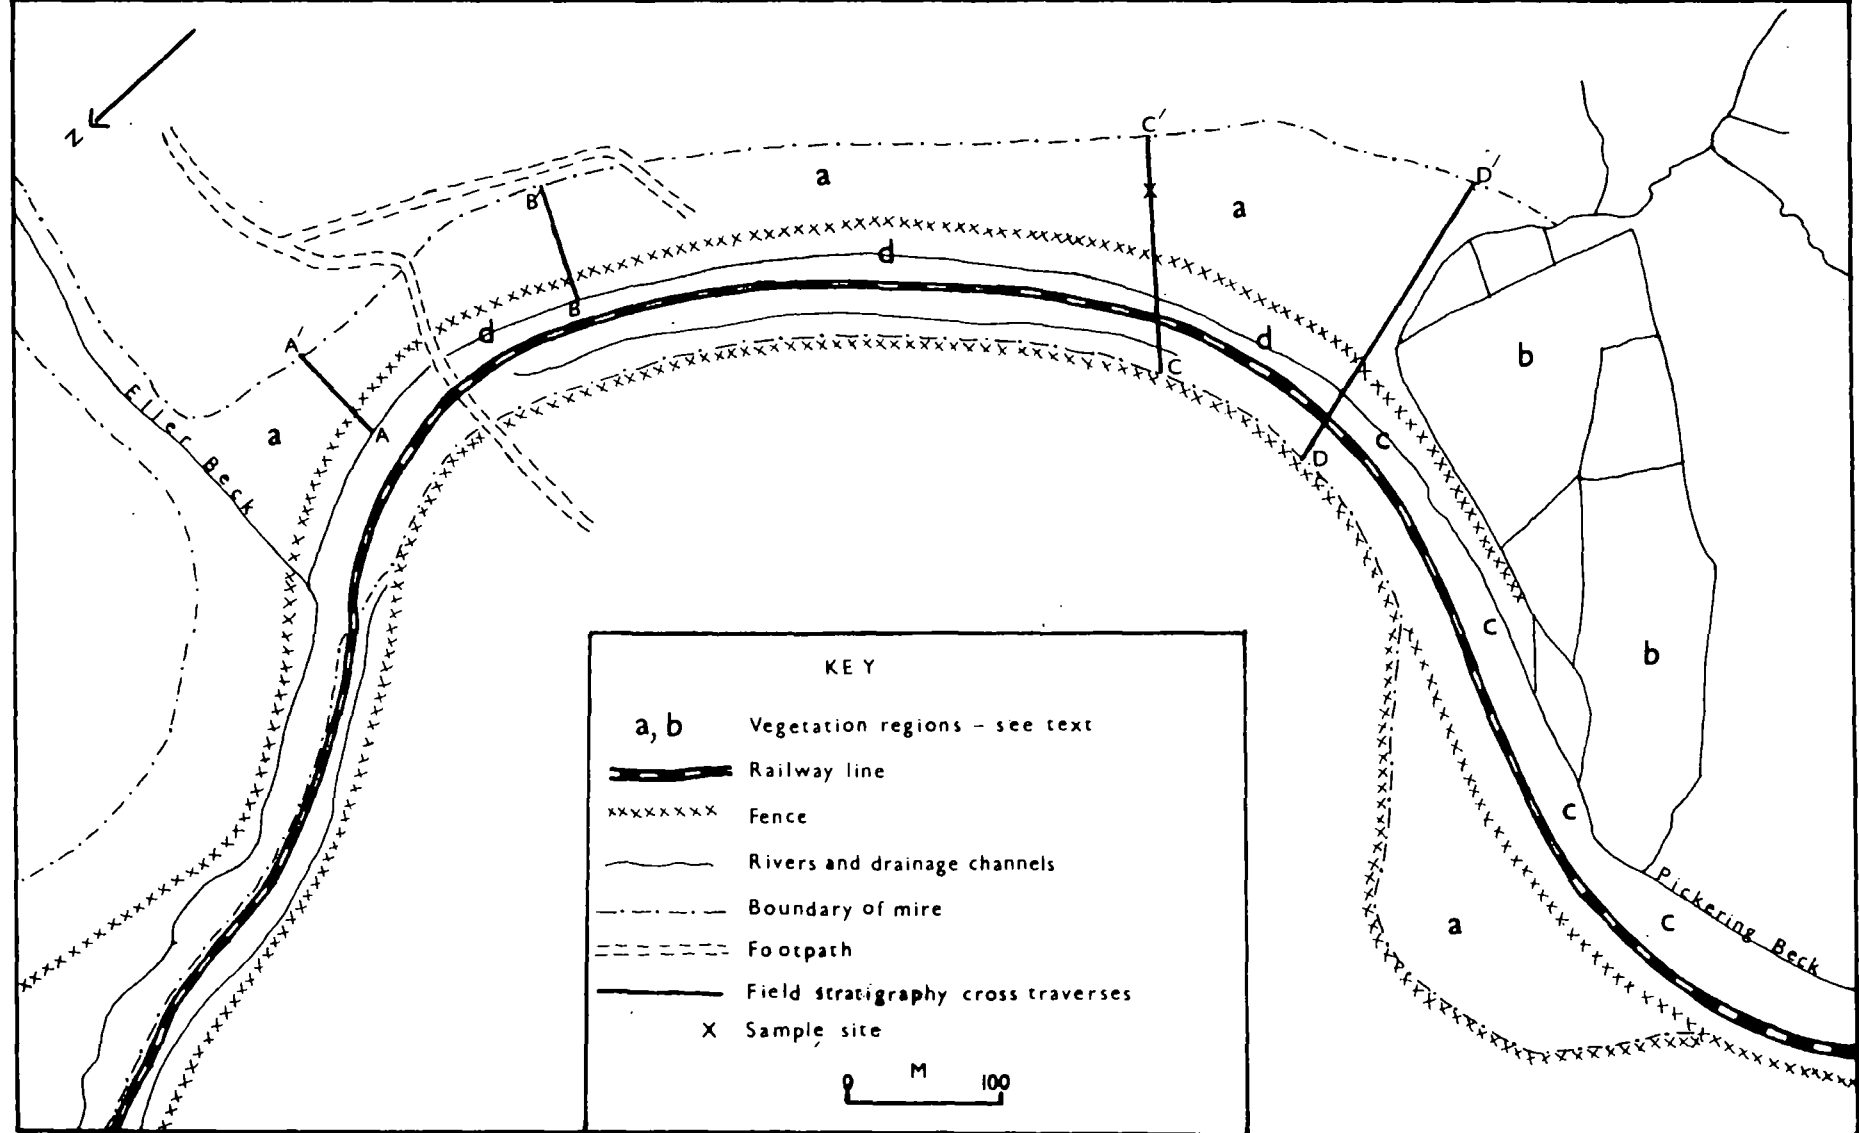 N
C′
D′
B′
A′
a
a
d
d
d
B
A
a
Eller Beck
C
D
c
b
c
b
c
a
c
Pickering Beck
KEY
a, b Vegetation regions – see text
Railway line
Fence
Rivers and drainage channels
Boundary of mire
Footpath
Field stratigraphy cross traverses
X Sample site
M
0 100